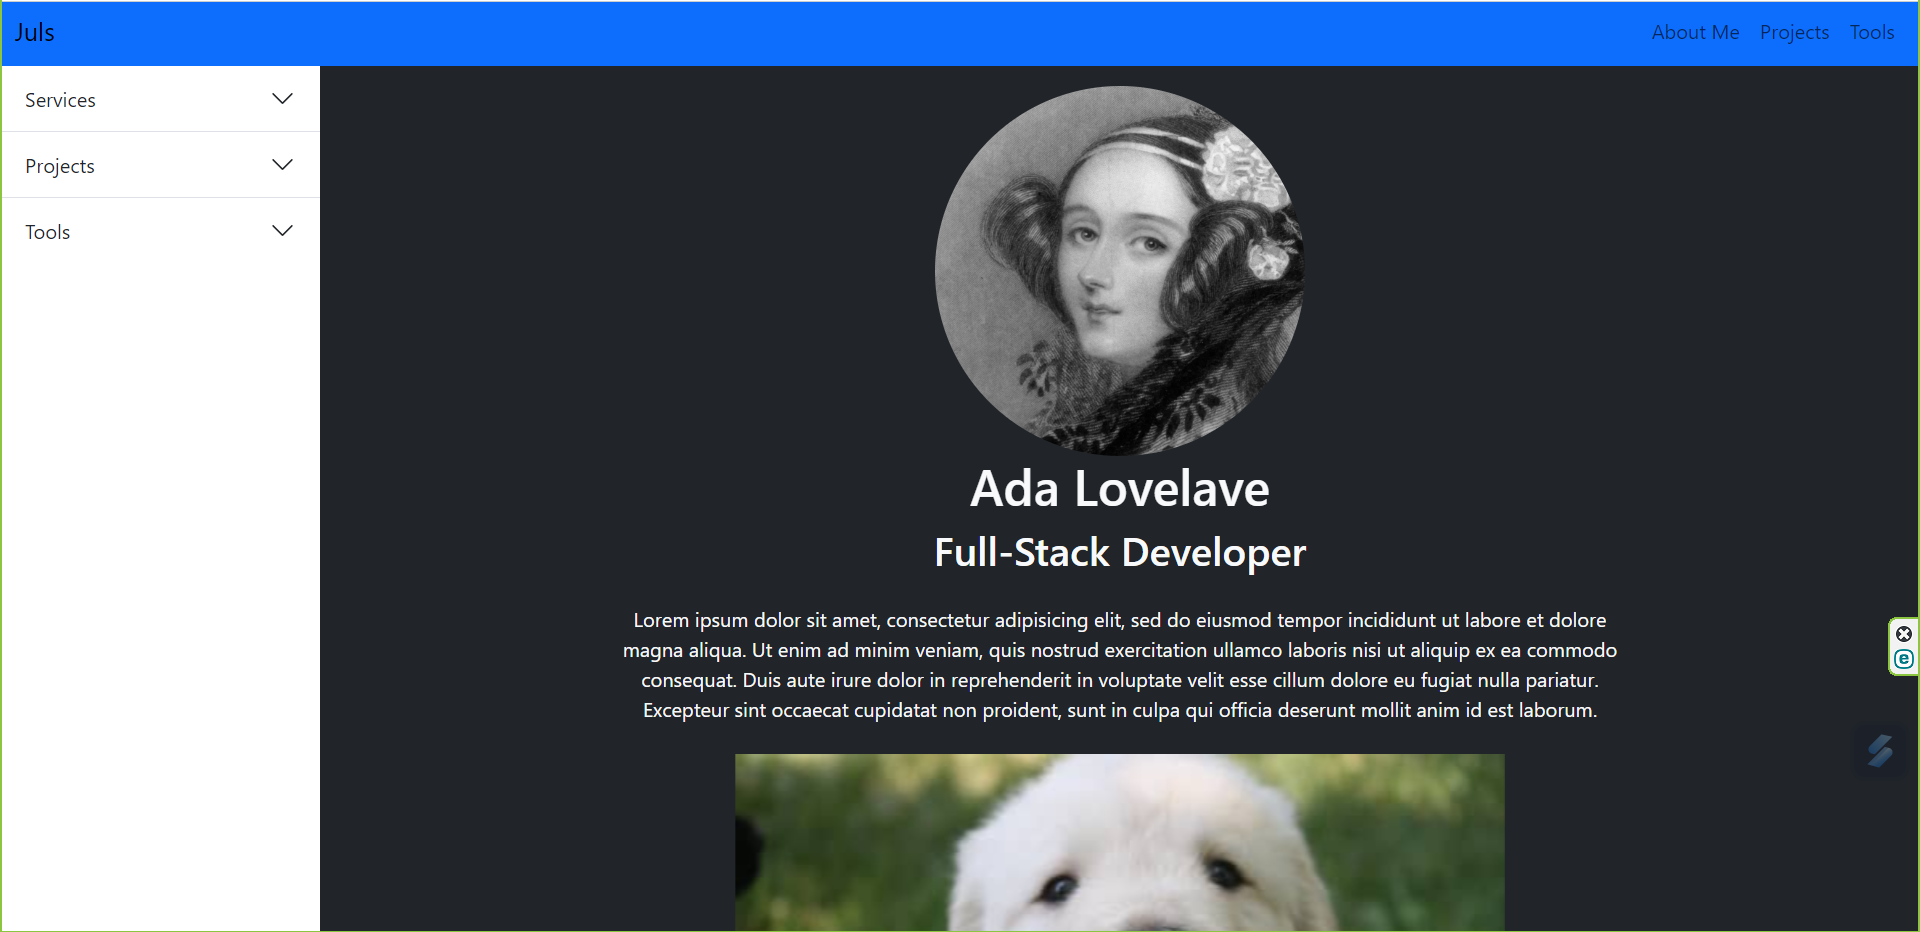 Juls
About Me Projects Tools
Services
Projects
Tools
Ada Lovelave
Full-Stack Developer
Lorem ipsum dolor sit amet, consectetur adipisicing elit, sed do eiusmod tempor incididunt ut labore et dolore
magna aliqua. Ut enim ad minim veniam, quis nostrud exercitation ullamco laboris nisi ut aliquip ex ea commodo
consequat. Duis aute irure dolor in reprehenderit in voluptate velit esse cillum dolore eu fugiat nulla pariatur.
Excepteur sint occaecat cupidatat non proident, sunt in culpa qui officia deserunt mollit anim id est laborum.